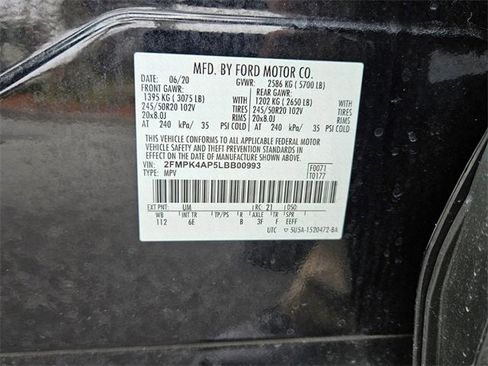 MFD. BY FORD MOTOR CO.
DATE: 06/20 GVWR: 2586 KG ( 5700 LB)
FRONT GAWR: REAR GAWR:
1395 KG ( 3075 LB) 1202 KG ( 2650 LB)
245/50R20 102V TIRES 245/50R20 102V
20x8.0J RIMS 20x8.0J
AT 240 kPa/ 35 PSI COLD AT 240 kPa/ 35 PSI COLD
THIS VEHICLE CONFORMS TO ALL APPLICABLE FEDERAL MOTOR
VEHICLE SAFETY AND THEFT PREVENTION STANDARDS IN
EFFECT ON THE DATE OF MANUFACTURE SHOWN ABOVE.
VIN: 2FMPK4AP5LBB00993 F0071
TYPE: MPV T0177
EXT PNT: UM RC: 21 DSO:
WB INT TR TP/PS R AXLE TR SPR
112 6E B 3F F EEFF
UTC ▽ 5U5A-1520472-BA